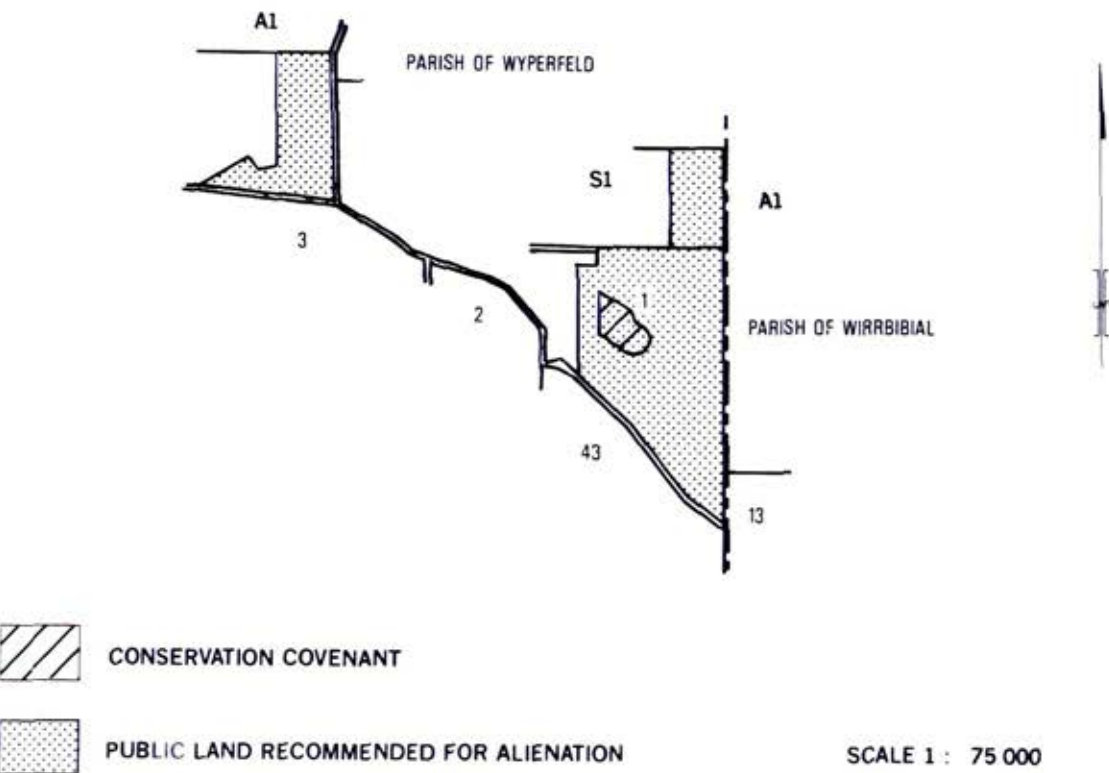 A1
PARISH OF WYPERFELD
S1
A1
3
1
2
PARISH OF WIRRBIBIAL
43
13
CONSERVATION COVENANT
PUBLIC LAND RECOMMENDED FOR ALIENATION
SCALE 1 : 75 000